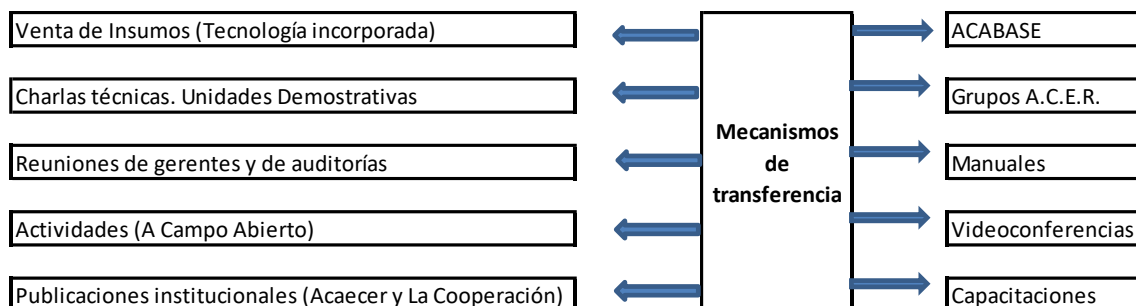 Venta de Insumos (Tecnología incorporada)
Charlas técnicas. Unidades Demostrativas
Reuniones de gerentes y de auditorías
Actividades (A Campo Abierto)
Publicaciones institucionales (Acaecer y La Cooperación)
Mecanismos
de
transferencia
ACABASE
Grupos A.C.E.R.
Manuales
Videoconferencias
Capacitaciones